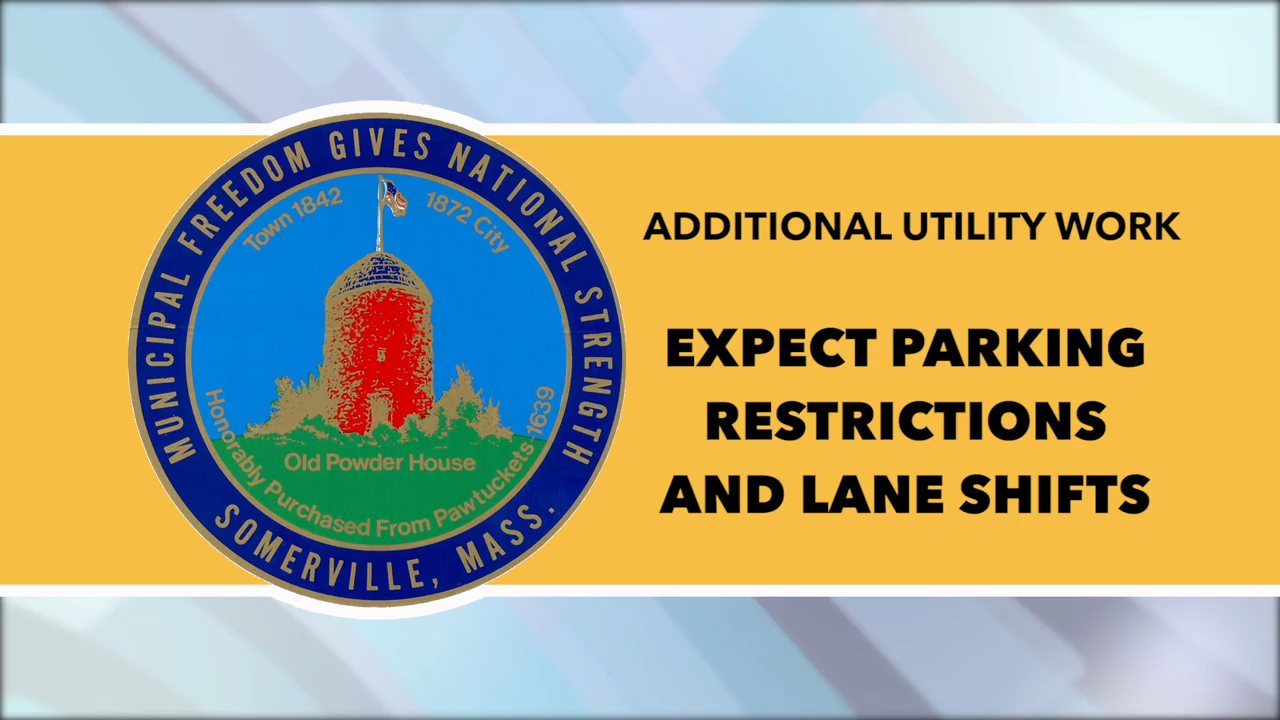 MUNICIPAL FREEDOM GIVES NATIONAL STRENGTH
Town 1842
1872 City
Old Powder House
Honorably Purchased From Pawtuckets 1639
SOMERVILLE, MASS.
ADDITIONAL UTILITY WORK
EXPECT PARKING
RESTRICTIONS
AND LANE SHIFTS